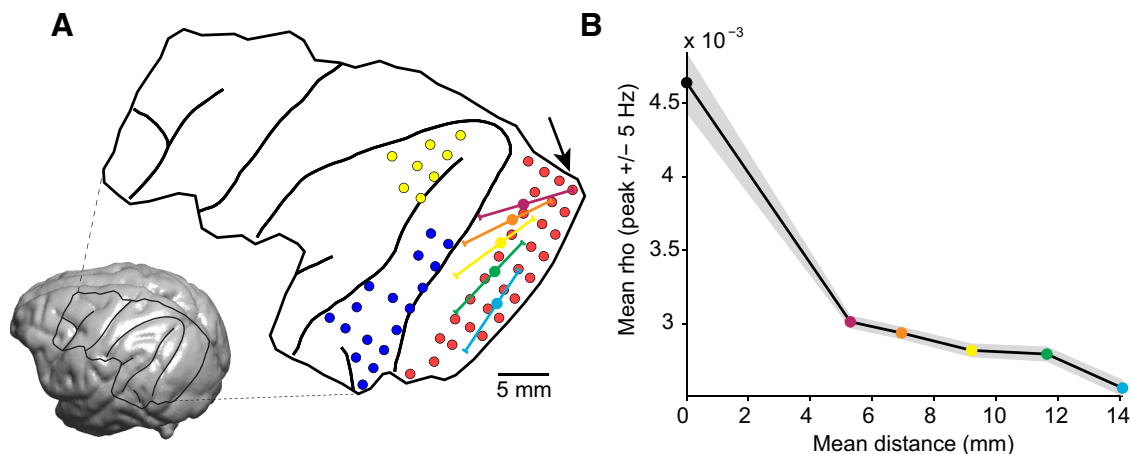 A
5 mm
B
x 10⁻³
4.5
4
3.5
3
Mean rho (peak +/− 5 Hz)
0 2 4 6 8 10 12 14
Mean distance (mm)